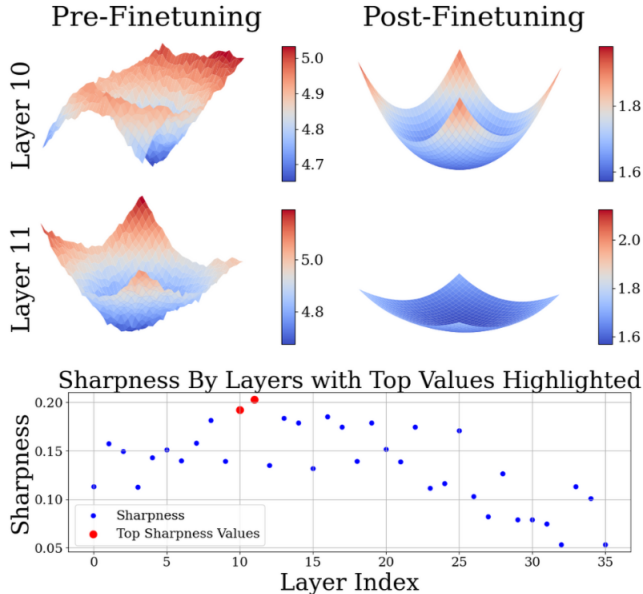 Pre-Finetuning
Post-Finetuning
Layer 10
5.0
4.9
4.8
4.7
1.8
1.6
Layer 11
5.0
4.8
2.0
1.8
1.6
Sharpness By Layers with Top Values Highlighted
Sharpness
0.20
0.15
0.10
0.05
Sharpness
Top Sharpness Values
0
5
10
15
20
25
30
35
Layer Index